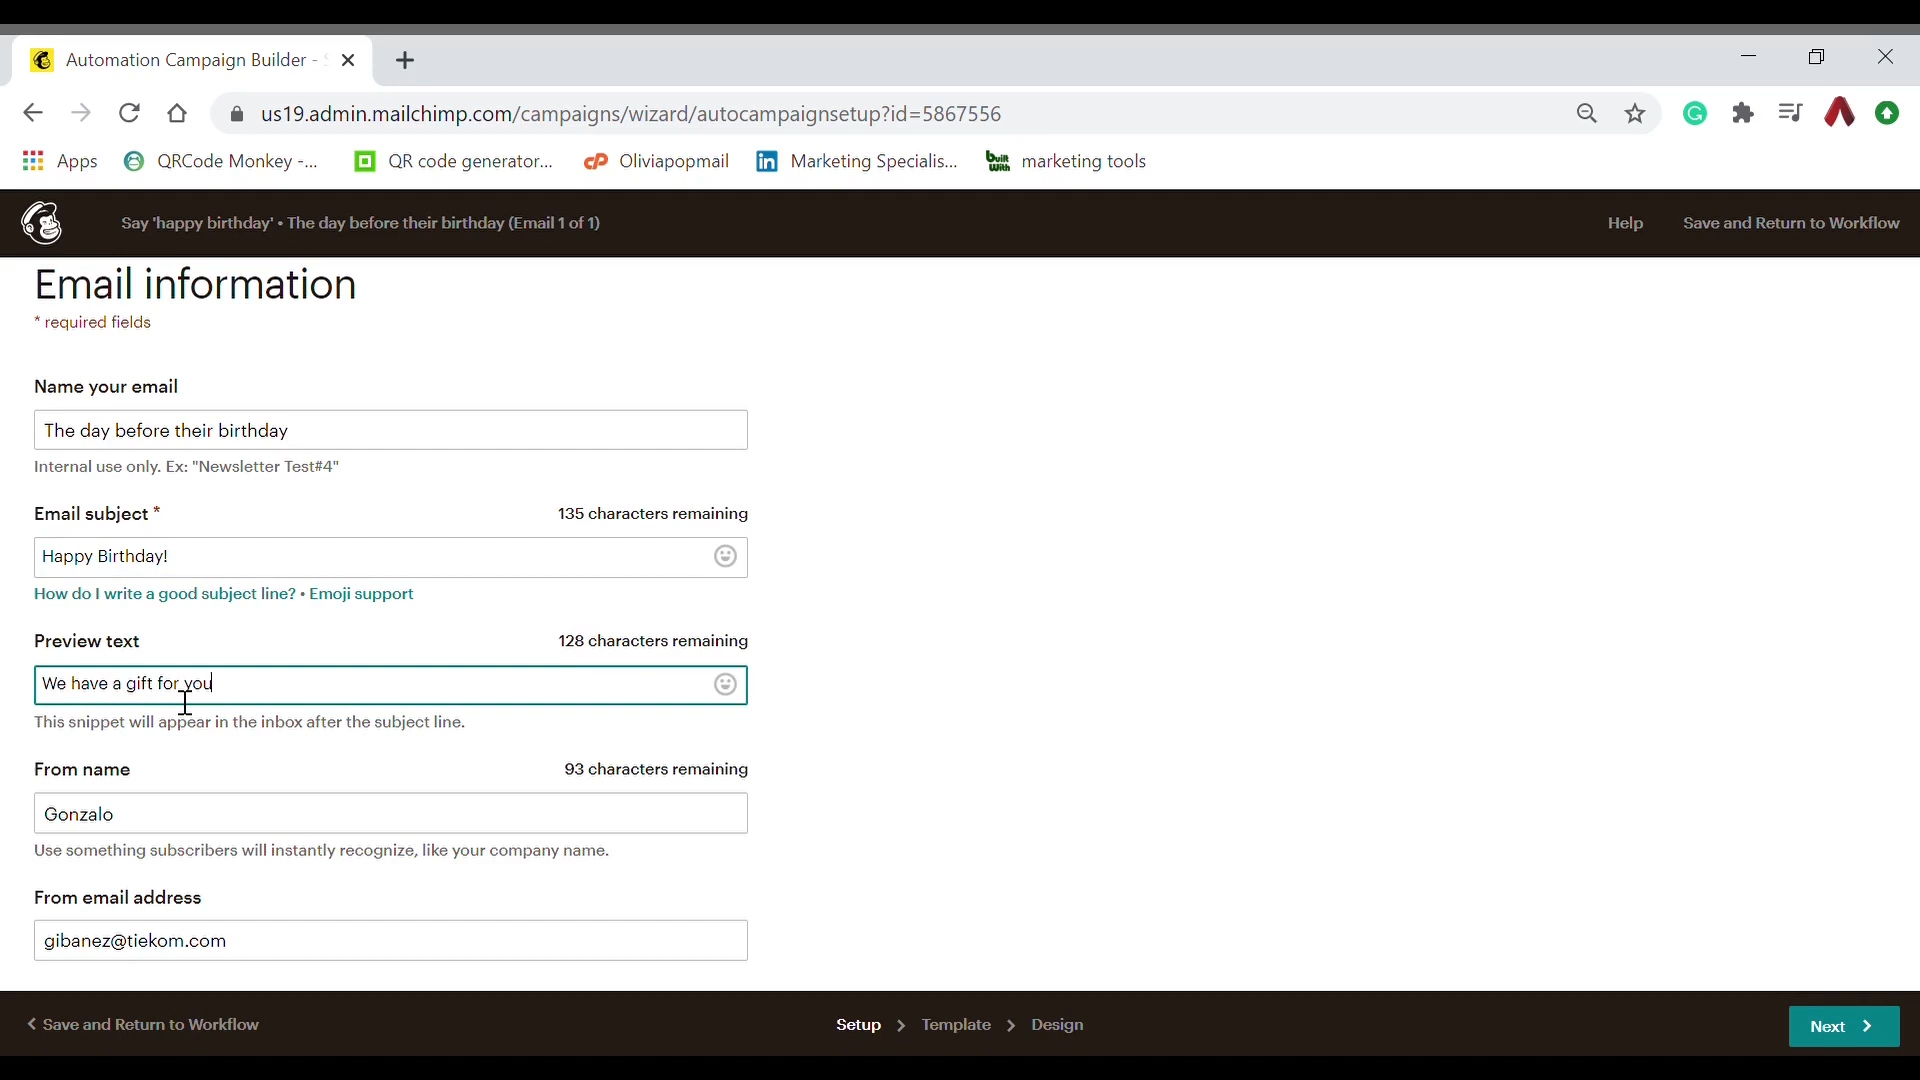 Automation Campaign Builder -
us19.admin.mailchimp.com/campaigns/wizard/autocampaignsetup?id=5867556
Apps QRCode Monkey -... QR code generator... Oliviapopmail Marketing Specialis... Built With marketing tools
Say 'happy birthday' • The day before their birthday (Email 1 of 1) Help Save and Return to Workflow
Email information
* required fields
Name your email
The day before their birthday
Internal use only. Ex: "Newsletter Test#4"
Email subject * 135 characters remaining
Happy Birthday!
How do I write a good subject line? • Emoji support
Preview text 128 characters remaining
We have a gift for you
This snippet will appear in the inbox after the subject line.
From name 93 characters remaining
Gonzalo
Use something subscribers will instantly recognize, like your company name.
From email address
gibanez@tiekom.com
Save and Return to Workflow Setup Template Design Next